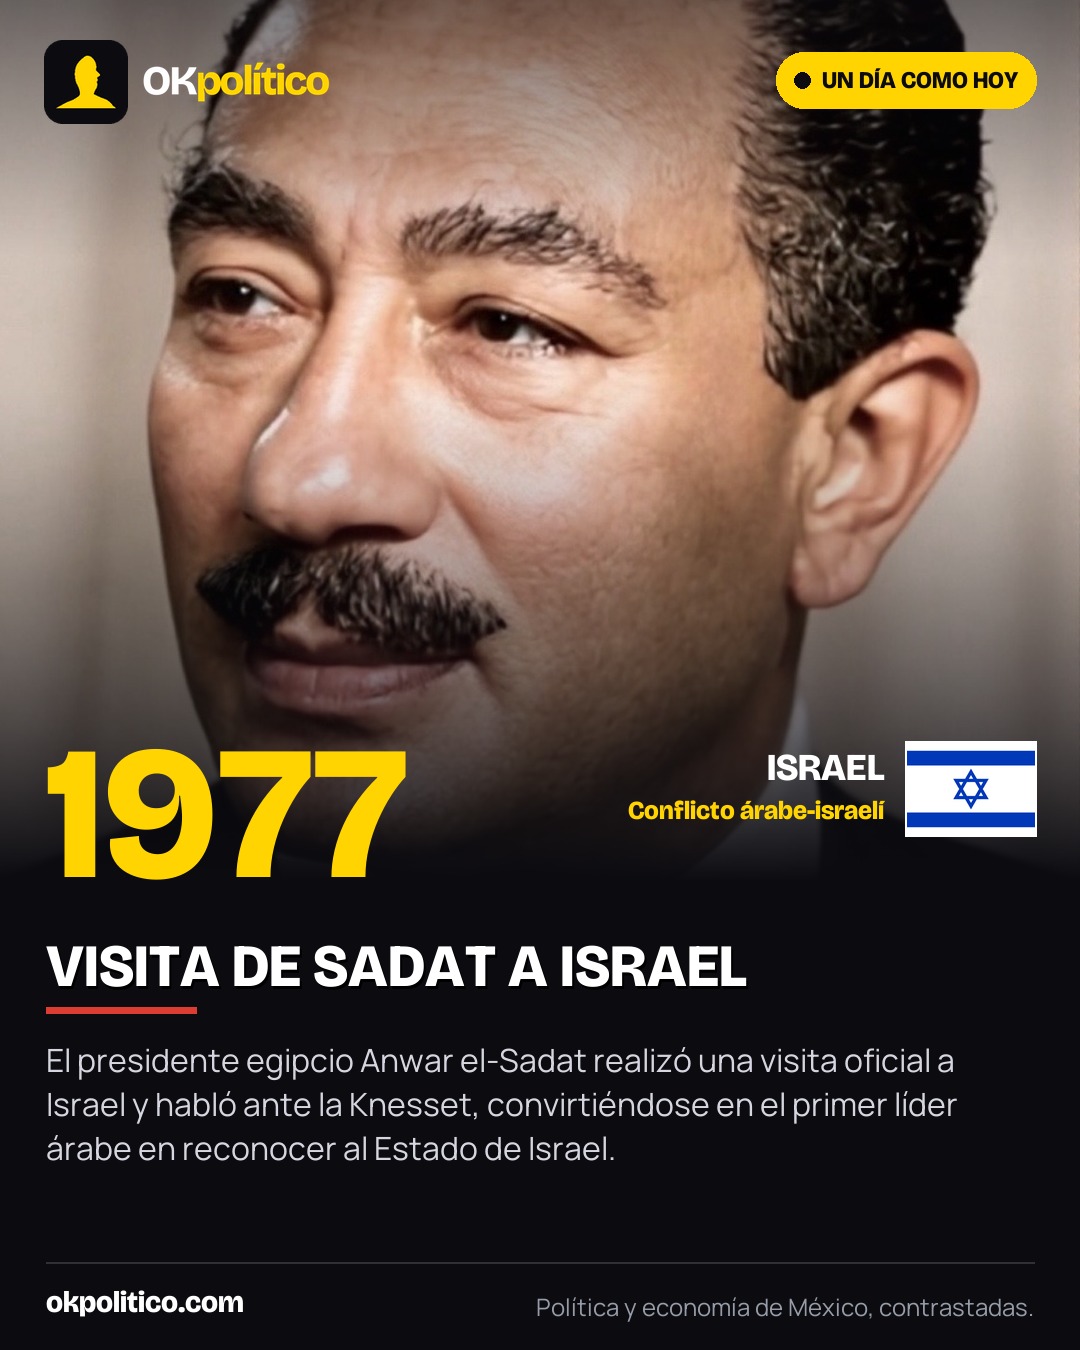 OKpolítico
UN DÍA COMO HOY
1977
ISRAEL
Conflicto árabe-israelí
VISITA DE SADAT A ISRAEL
El presidente egipcio Anwar el-Sadat realizó una visita oficial a
Israel y habló ante la Knesset, convirtiéndose en el primer líder
árabe en reconocer al Estado de Israel.
okpolitico.com
Política y economía de México, contrastadas.